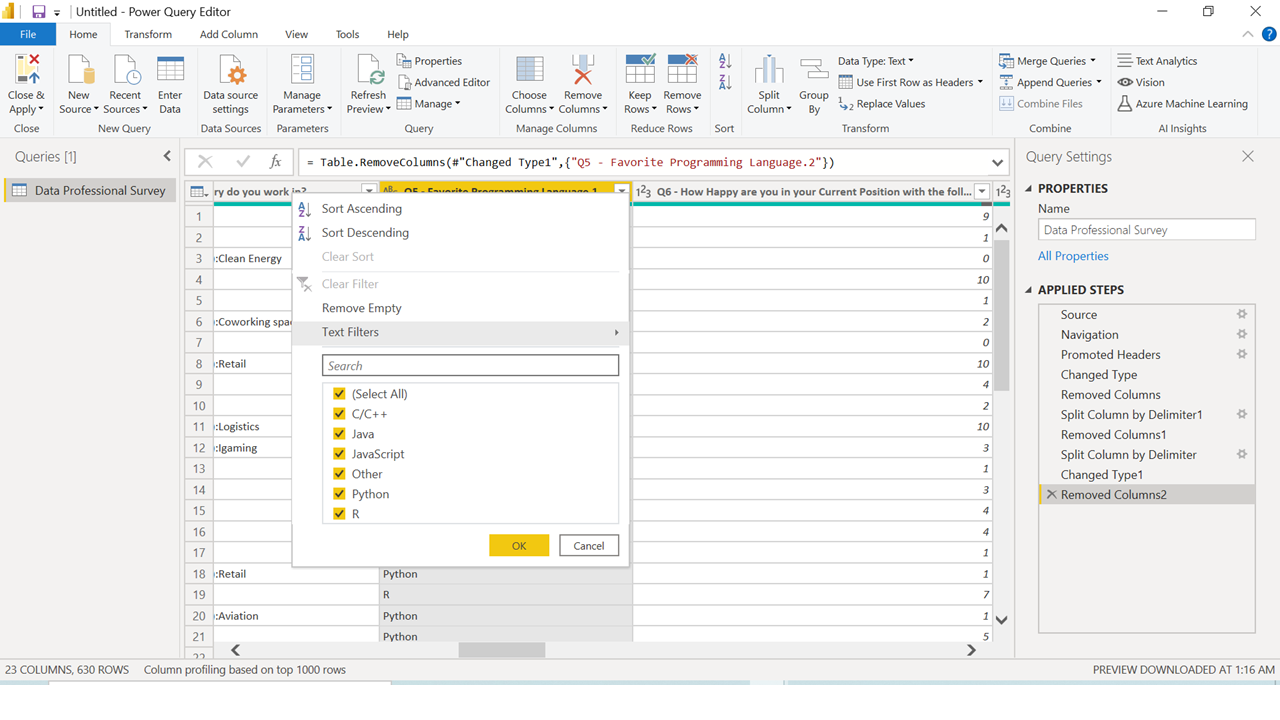 Untitled - Power Query Editor
File Home Transform Add Column View Tools Help
Close & Apply
New Source
Recent Sources
Enter Data
Data source settings
Manage Parameters
Refresh Preview
Properties
Advanced Editor
Manage
Choose Columns
Remove Columns
Keep Rows
Remove Rows
Split Column
Group By
Data Type: Text
Use First Row as Headers
Replace Values
Merge Queries
Append Queries
Combine Files
Text Analytics
Vision
Azure Machine Learning
Close New Query Data Sources Parameters Query Manage Columns Reduce Rows Sort Transform Combine AI Insights
Queries [1]
Data Professional Survey
fx = Table.RemoveColumns(#"Changed Type1",{"Q5 - Favorite Programming Language.2"})
ry do you work in? Q5 - Favorite Programming Language.1 123 Q6 - How Happy are you in your Current Position with the foll... 123
1 9
2 1
3 ):Clean Energy 0
4 10
5 1
6 ):Coworking spac 2
7 0
8 ):Retail 10
9 4
10 2
11 ):Logistics 10
12 ):Igaming 3
13 1
14 3
15 4
16 4
17 1
18 ):Retail Python 1
19 R 7
20 ):Aviation Python 1
21 Python 5
22
Sort Ascending
Sort Descending
Clear Sort
Clear Filter
Remove Empty
Text Filters
Search
(Select All)
C/C++
Java
JavaScript
Other
Python
R
OK Cancel
Query Settings
PROPERTIES
Name
Data Professional Survey
All Properties
APPLIED STEPS
Source
Navigation
Promoted Headers
Changed Type
Removed Columns
Split Column by Delimiter1
Removed Columns1
Split Column by Delimiter
Changed Type1
Removed Columns2
23 COLUMNS, 630 ROWS Column profiling based on top 1000 rows PREVIEW DOWNLOADED AT 1:16 AM